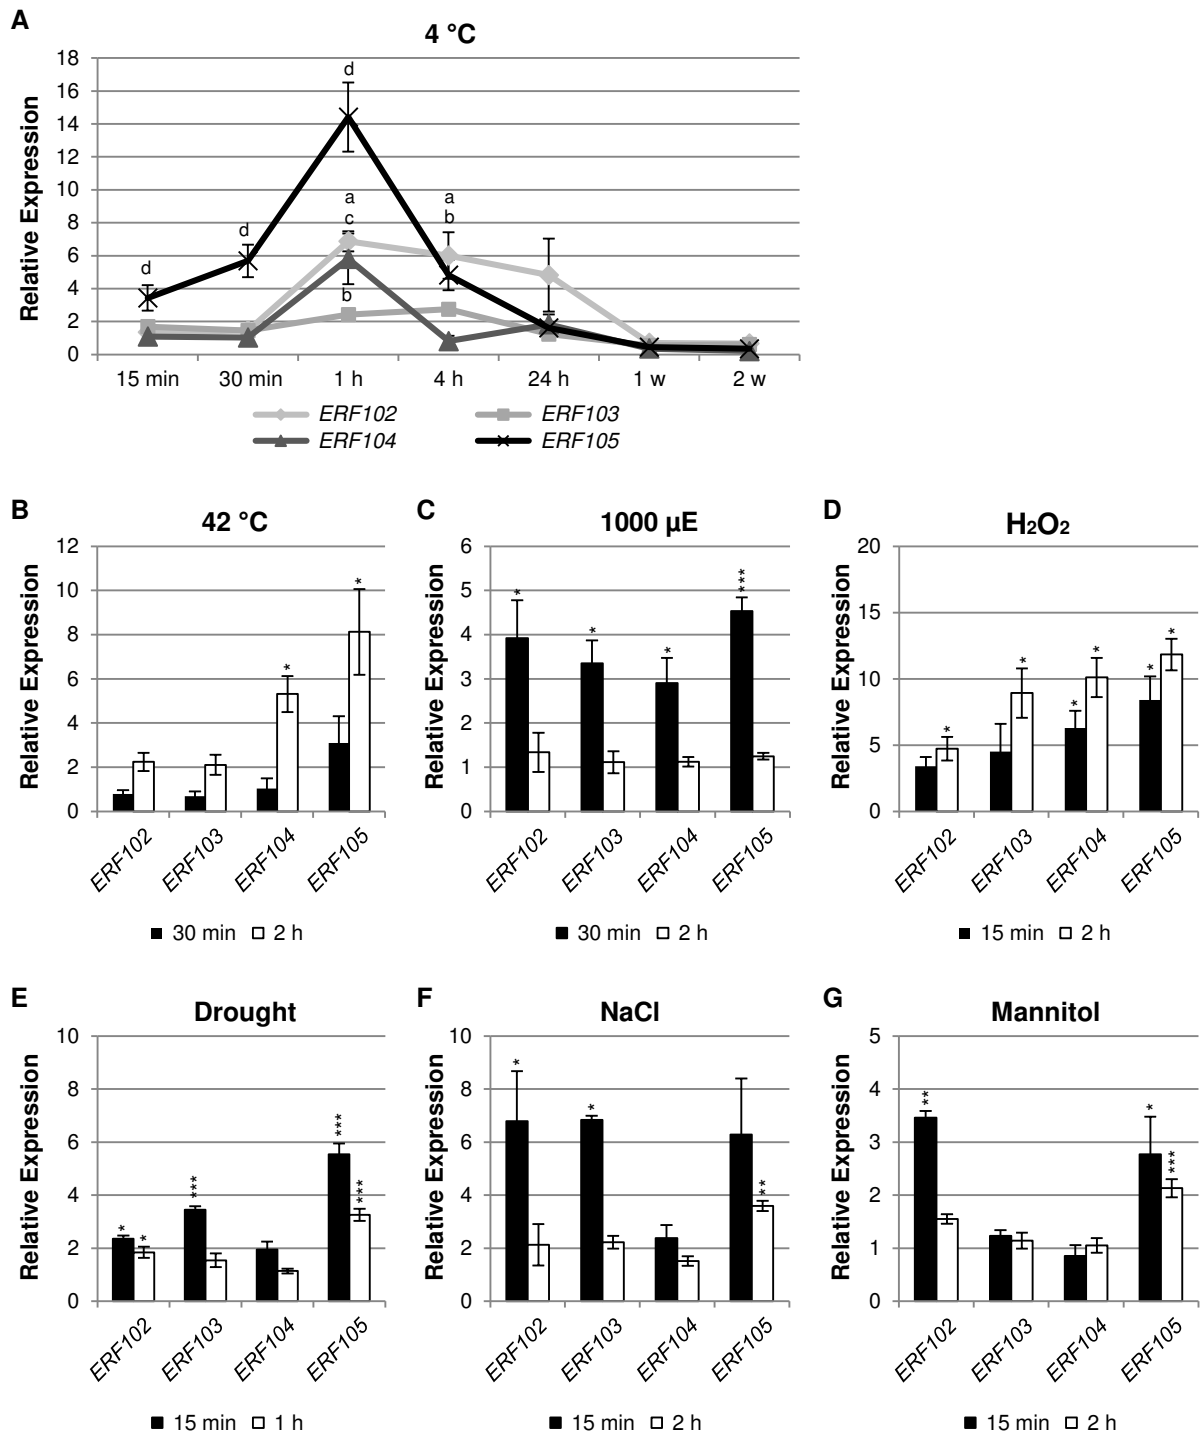 A
4 °C
Relative Expression
18
16
14
12
10
8
6
4
2
0
d
d
d
a
c
b
a
b
15 min 30 min 1 h 4 h 24 h 1 w 2 w
ERF102 ERF103
ERF104 ERF105
B
42 °C
Relative Expression
12
10
8
6
4
2
0
*
*
ERF102 ERF103 ERF104 ERF105
30 min 2 h
C
1000 µE
Relative Expression
6
5
4
3
2
1
0
*
*
*
***
ERF102 ERF103 ERF104 ERF105
30 min 2 h
D
H₂O₂
Relative Expression
20
15
10
5
0
*
*
*
*
*
*
ERF102 ERF103 ERF104 ERF105
15 min 2 h
E
Drought
Relative Expression
10
8
6
4
2
0
*
*
***
***
***
ERF102 ERF103 ERF104 ERF105
15 min 1 h
F
NaCl
Relative Expression
10
8
6
4
2
0
*
*
**
ERF102 ERF103 ERF104 ERF105
15 min 2 h
G
Mannitol
Relative Expression
5
4
3
2
1
0
**
*
***
ERF102 ERF103 ERF104 ERF105
15 min 2 h